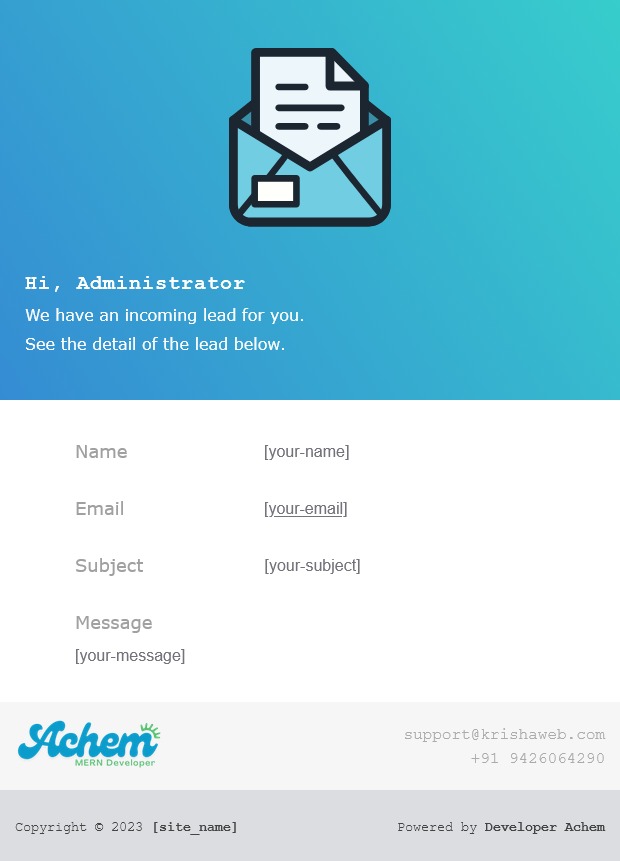 Hi, Administrator
We have an incoming lead for you.
See the detail of the lead below.
Name [your-name]
Email [your-email]
Subject [your-subject]
Message
[your-message]
Achem
MERN Developer
support@krishaweb.com
+91 9426064290
Copyright © 2023 [site_name] Powered by Developer Achem